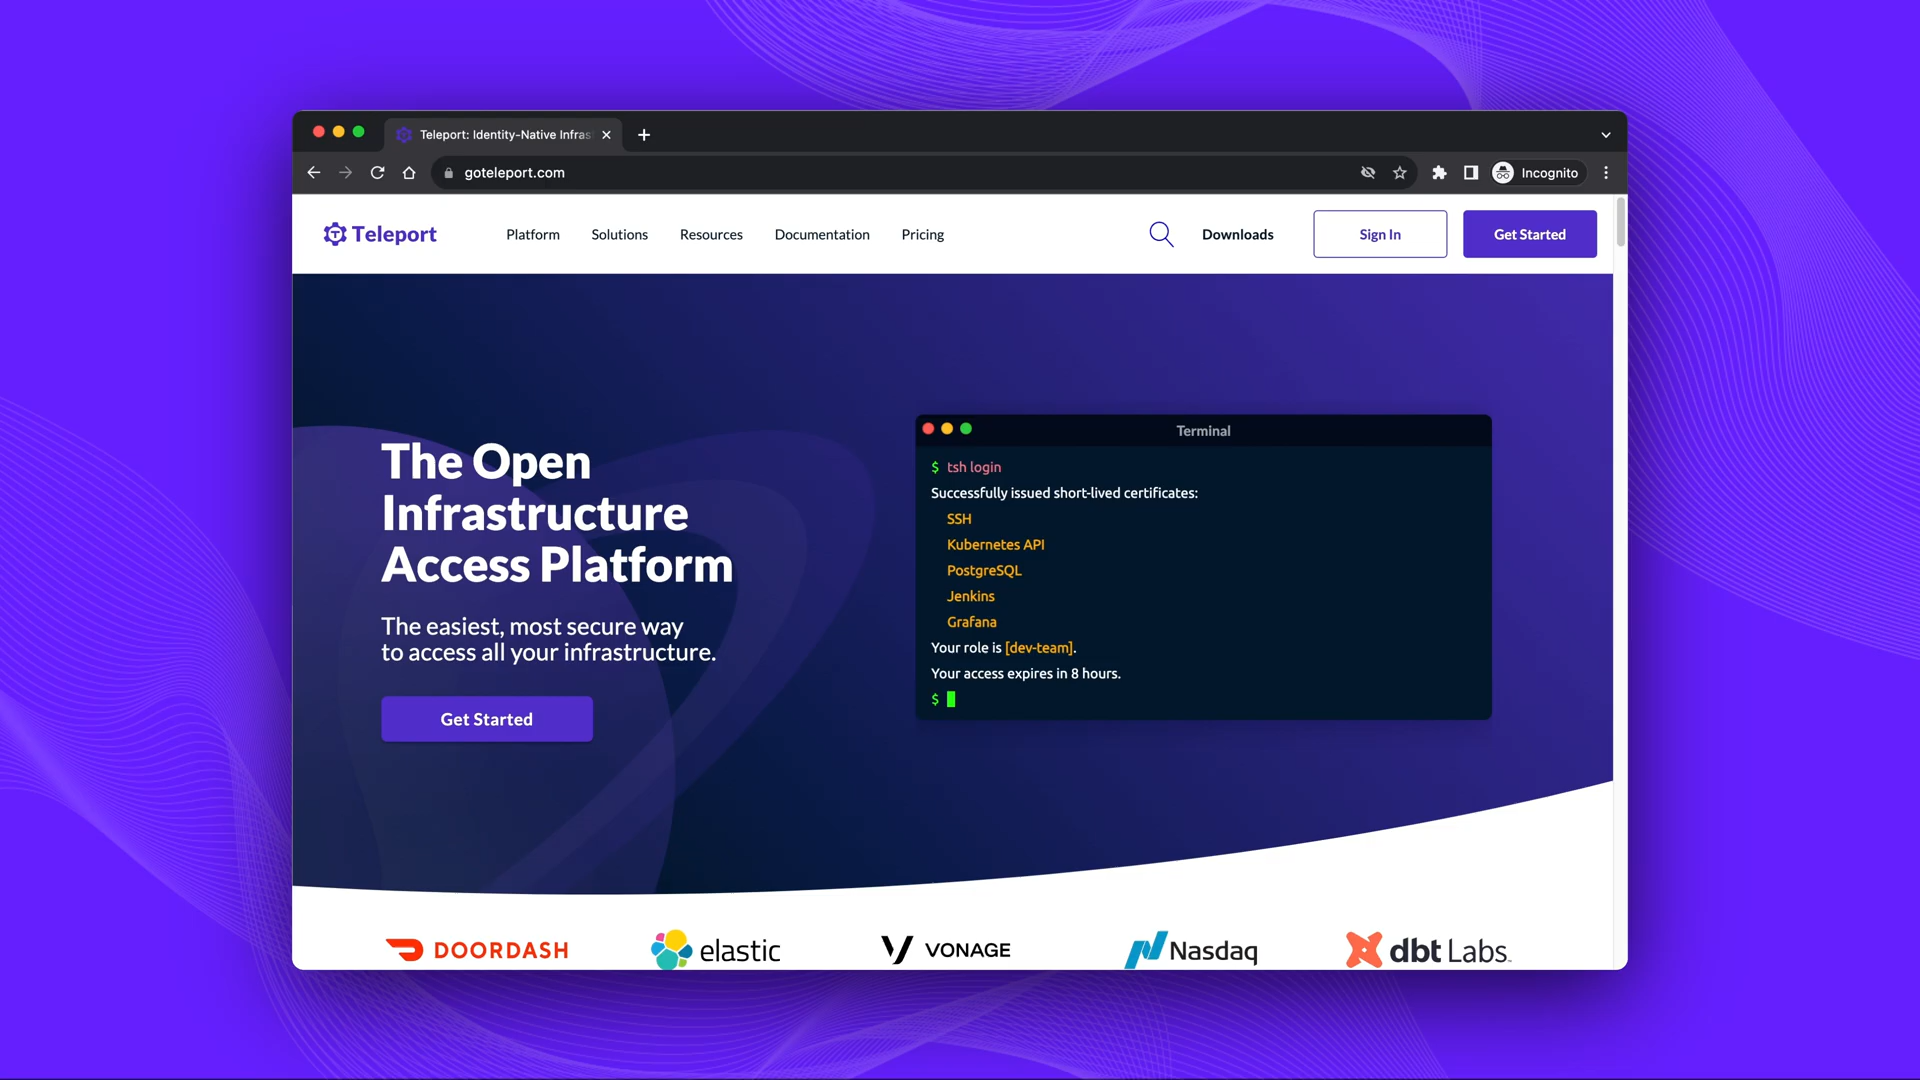 Teleport: Identity-Native Infras
goteleport.com
Incognito
Teleport
Platform
Solutions
Resources
Documentation
Pricing
Downloads
Sign In
Get Started
The Open
Infrastructure
Access Platform
The easiest, most secure way
to access all your infrastructure.
Get Started
Terminal
$ tsh login
Successfully issued short-lived certificates:
SSH
Kubernetes API
PostgreSQL
Jenkins
Grafana
Your role is [dev-team].
Your access expires in 8 hours.
$
DOORDASH
elastic
VONAGE
Nasdaq
dbt Labs